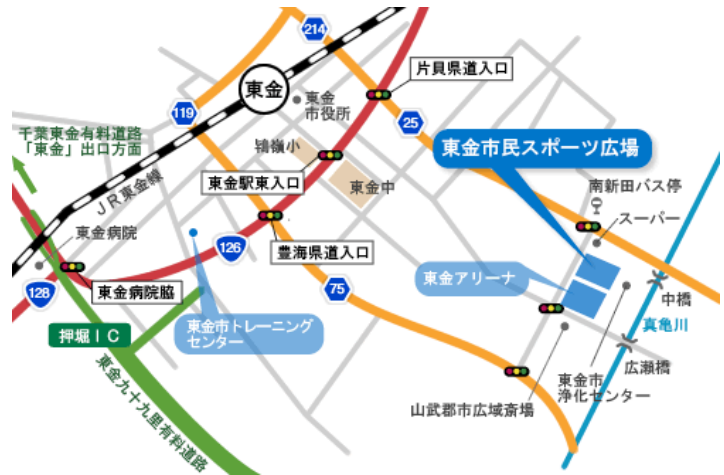 214
片貝県道入口
東金
119
東金
市役所
25
千葉東金有料道路
「東金」出口方面
鴇嶺小
東金市民スポーツ広場
東金駅東入口
東金中
南新田バス停
JR東金線
スーパー
東金病院
126
豊海県道入口
東金アリーナ
128
東金病院脇
75
中橋
真亀川
押堀IC
東金市トレーニング
センター
広瀬橋
東金市
浄化センター
山武郡市広域斎場
東金九十九里有料道路